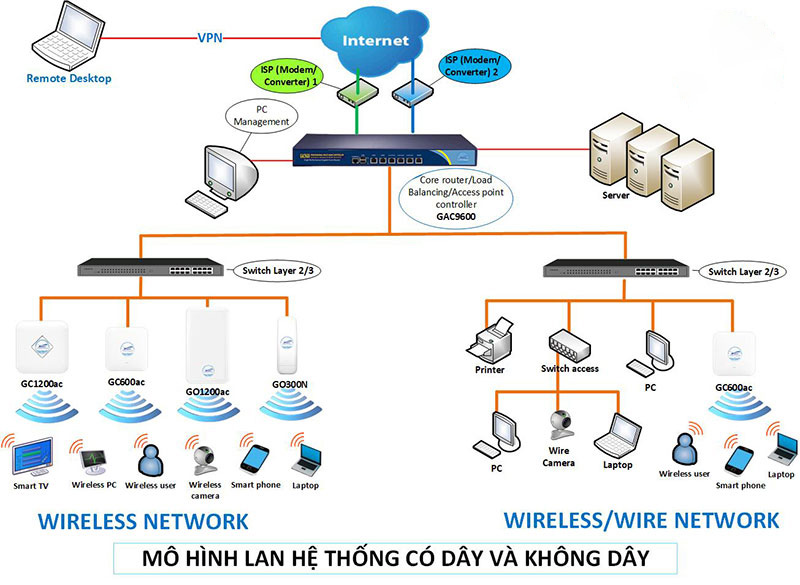 VPN
Internet
Remote Desktop
ISP (Modem/
Converter) 1
ISP (Modem/
Converter) 2
PC
Management
Core router/Load
Balancing/Access point
controller
GAC9600
Server
Switch Layer 2/3
Switch Layer 2/3
GC1200ac
GC600ac
GO1200ac
GO300N
Printer
Switch access
PC
GC600ac
PC
Wire
Camera
Laptop
Smart TV
Wireless PC
Wireless user
Wireless
camera
Smart phone
Laptop
Wireless user
Smart phone
Laptop
WIRELESS NETWORK
WIRELESS/WIRE NETWORK
MÔ HÌNH LAN HỆ THỐNG CÓ DÂY VÀ KHÔNG DÂY